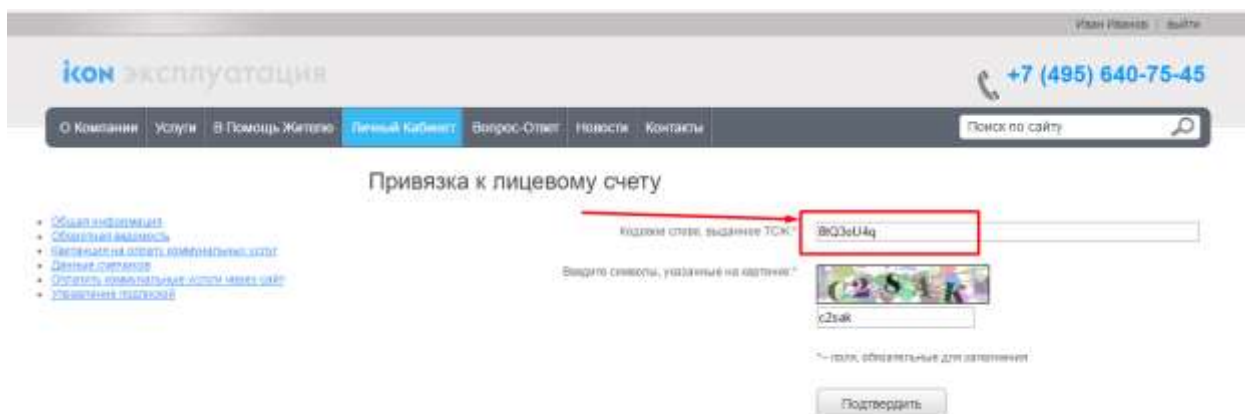 Иван Иванов | выйти
iкон эксплуатация
+7 (495) 640-75-45
О Компании Услуги В Помощь Жителю Личный Кабинет Вопрос-Ответ Новости Контакты Поиск по сайту
Привязка к лицевому счету
Общая информация
Оборотная ведомость
Квитанция на оплату коммунальных услуг
Данные счетчиков
Оплатить коммунальные услуги через сайт
Управление подпиской
Кодовое слово, выданное ТСЖ:*
Введите символы, указанные на картинке:*
C2SAK
c2sak
*— поля, обязательные для заполнения
Подтвердить